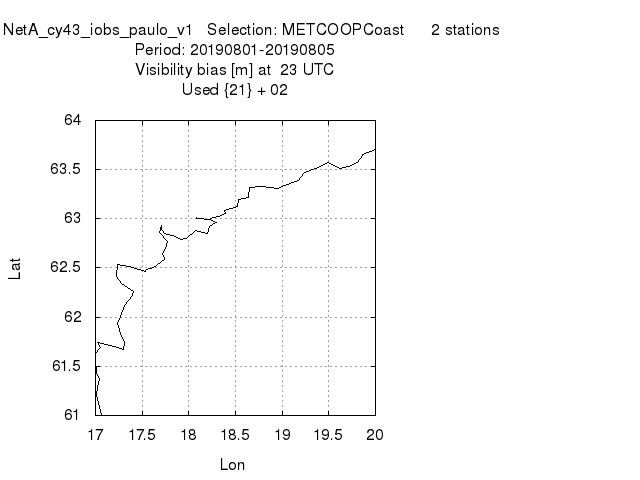 NetA_cy43_iobs_paulo_v1 Selection: METCOOPCoast 2 stations
Period: 20190801-20190805
Visibility bias [m] at 23 UTC
Used {21} + 02
64
63.5
63
62.5
62
61.5
61
Lat
17 17.5 18 18.5 19 19.5 20
Lon